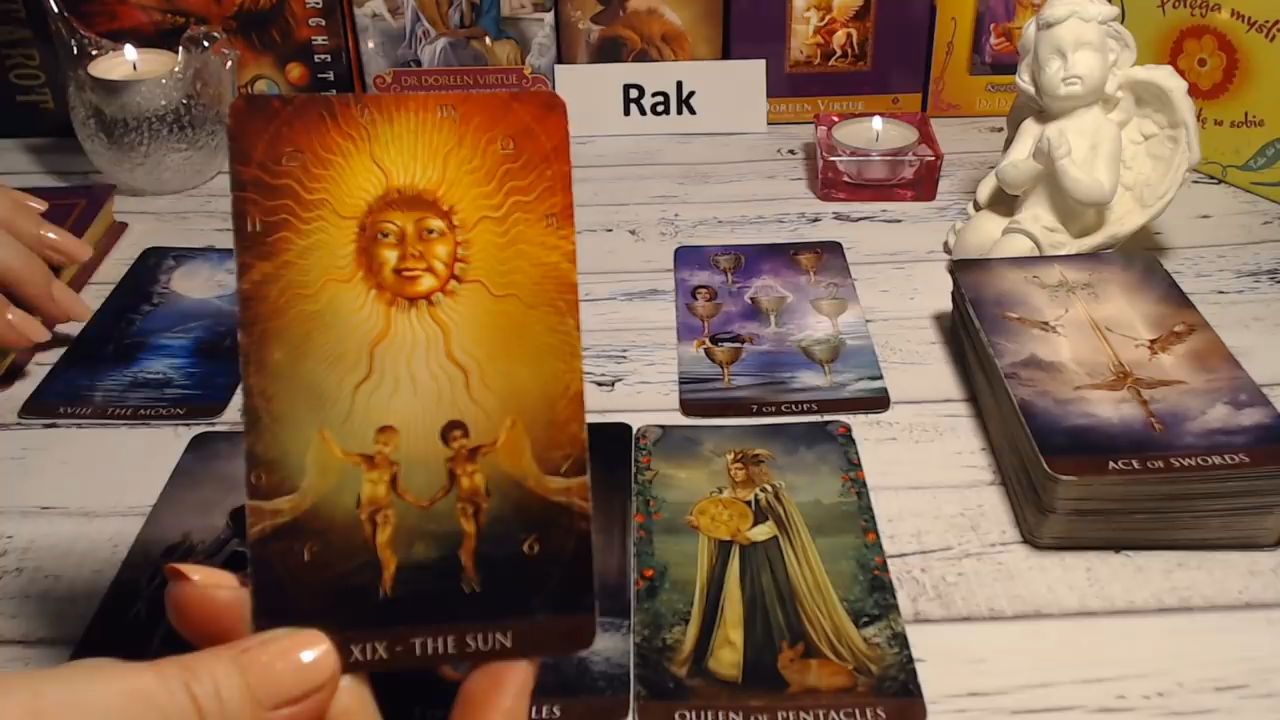 TAROT
DR DOREEN VIRTUE
Rak
DOREEN VIRTUE
Potęga myśli
w sobie
XVIII - THE MOON
7 OF CUPS
ACE OF SWORDS
XIX - THE SUN
QUEEN OF PENTACLES